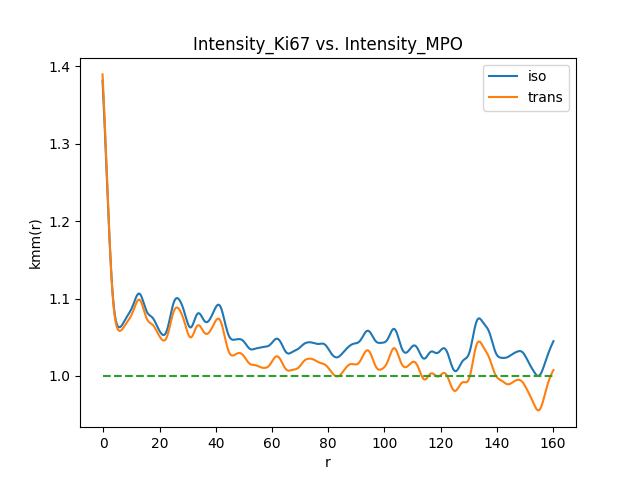 Intensity_Ki67 vs. Intensity_MPO
iso
trans
1.4
1.3
1.2
1.1
1.0
kmm(r)
0 20 40 60 80 100 120 140 160
r